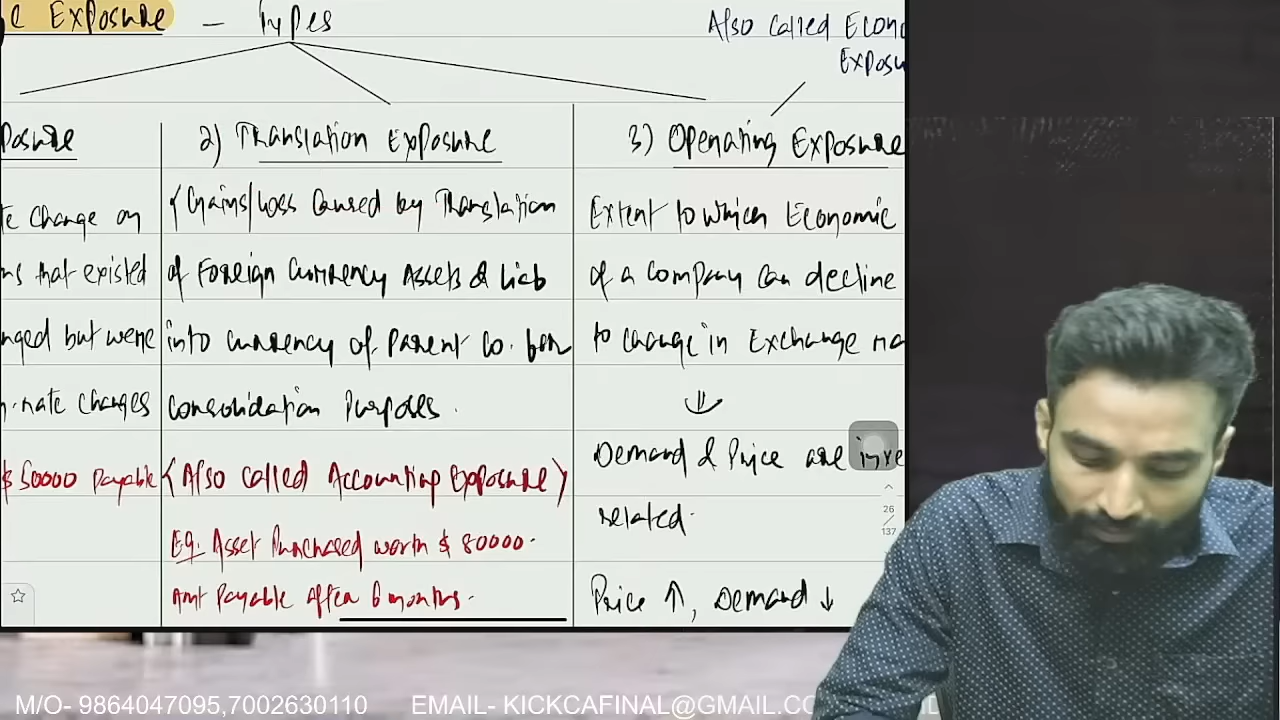 Exposure – Types
Also called Econo
Exposu
posure
te change on
ns that existed
nged but were
n. rate changes
$ 50000 Payable
2) Translation Exposure
{Gains/Loss Caused by Translation
of Foreign Currency Assets & Liab
into currency of Parent Co. for
Consolidation Purposes.
{Also called Accounting Exposure}
Eg. Asset Purchased worth $ 80000.
Amt Payable After 6 months.
3) Operating Exposure
Extent to which Economic
of a Company Can decline
to change in Exchange ra
Demand & Price are inve
related.
Price ↑, Demand ↓
26
/
137
M/O- 9864047095,7002630110 EMAIL- KICKCAFINAL@GMAIL.CO